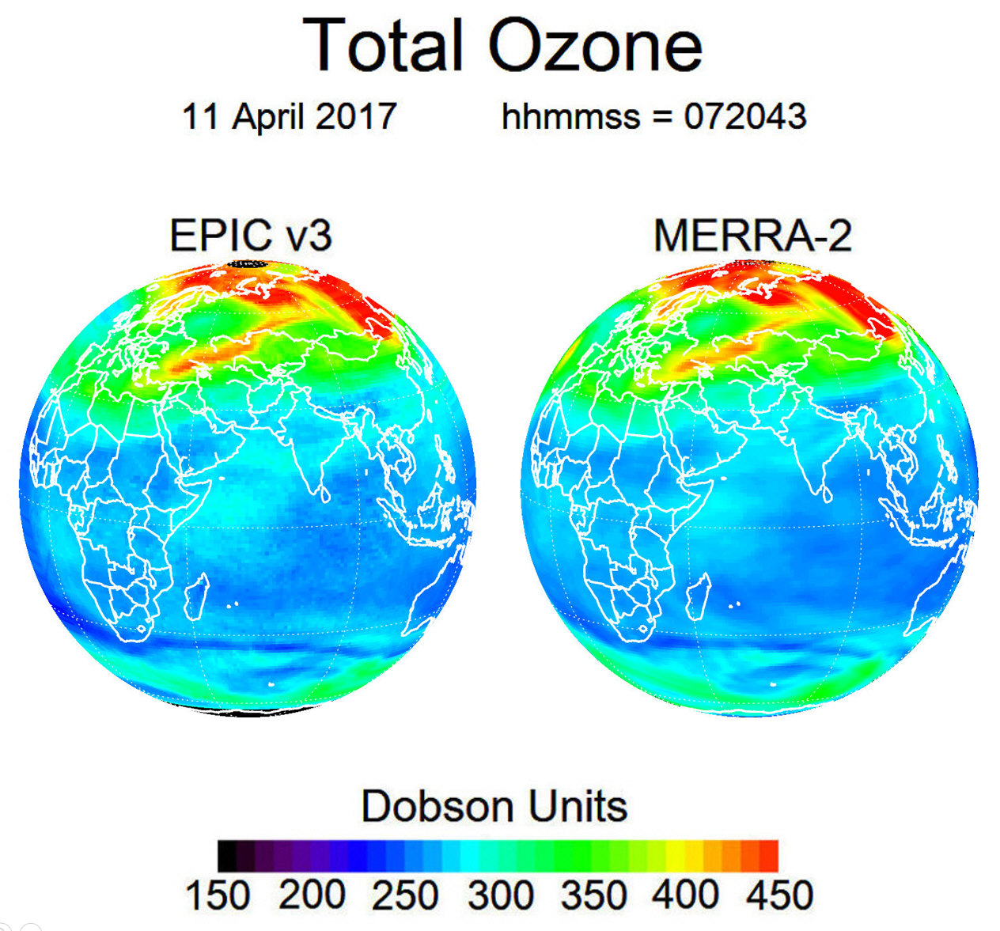 Total Ozone
11 April 2017 hhmmss = 072043
EPIC v3 MERRA-2
Dobson Units
150 200 250 300 350 400 450